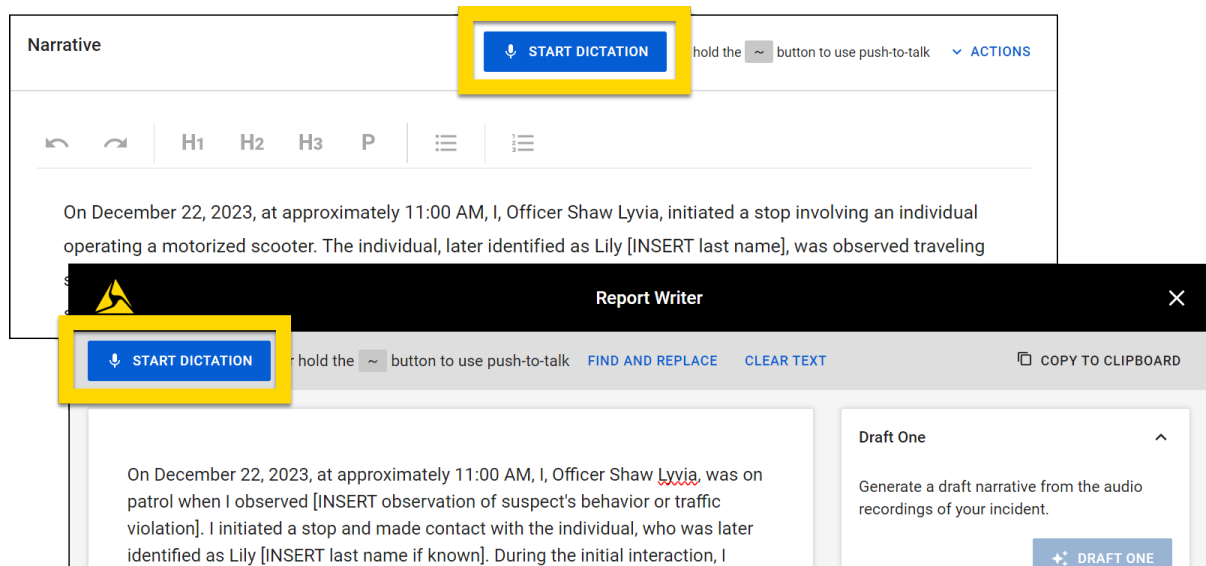 Narrative
START DICTATION hold the ~ button to use push-to-talk ACTIONS
H1 H2 H3 P
On December 22, 2023, at approximately 11:00 AM, I, Officer Shaw Lyvia, initiated a stop involving an individual
operating a motorized scooter. The individual, later identified as Lily [INSERT last name], was observed traveling
Report Writer
START DICTATION hold the ~ button to use push-to-talk FIND AND REPLACE CLEAR TEXT COPY TO CLIPBOARD
On December 22, 2023, at approximately 11:00 AM, I, Officer Shaw Lyvia, was on
patrol when I observed [INSERT observation of suspect's behavior or traffic
violation]. I initiated a stop and made contact with the individual, who was later
identified as Lily [INSERT last name if known]. During the initial interaction, I
Draft One
Generate a draft narrative from the audio
recordings of your incident.
DRAFT ONE